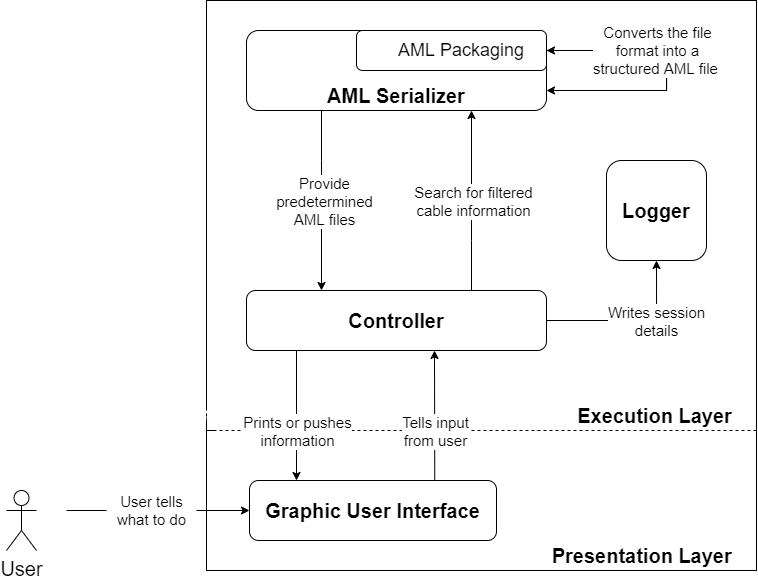 AML Packaging
Converts the file
format into a
structured AML file
AML Serializer
Provide
predetermined
AML files
Search for filtered
cable information
Logger
Controller
Writes session
details
Prints or pushes
information
Tells input
from user
Execution Layer
User tells
what to do
Graphic User Interface
Presentation Layer
User